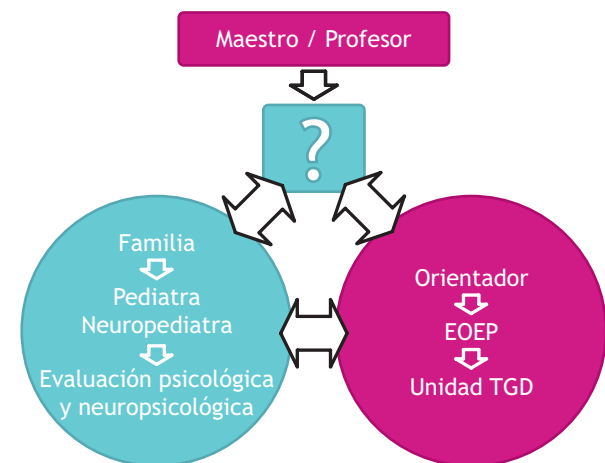 Maestro / Profesor
?
Familia
Pediatra
Neuropediatra
Evaluación psicológica
y neuropsicológica
Orientador
EOEP
Unidad TGD